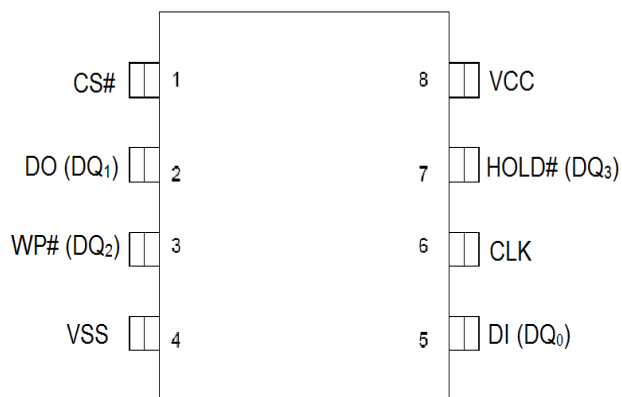 CS# 1 8 VCC
DO (DQ₁) 2 7 HOLD# (DQ₃)
WP# (DQ₂) 3 6 CLK
VSS 4 5 DI (DQ₀)